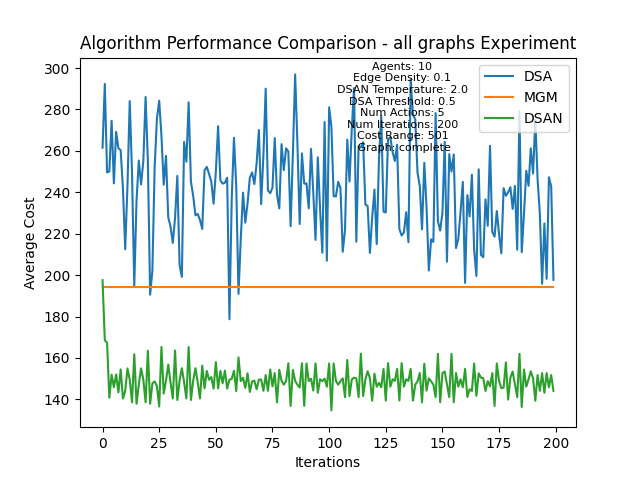 Algorithm Performance Comparison - all graphs Experiment
Agents: 10
Edge Density: 0.1
DSAN Temperature: 2.0
DSA Threshold: 0.5
Num Actions: 5
Num Iterations: 200
Cost Range: 501
Graph: complete
DSA
MGM
DSAN
300
280
260
240
220
200
180
160
140
Average Cost
0
25
50
75
100
125
150
175
200
Iterations